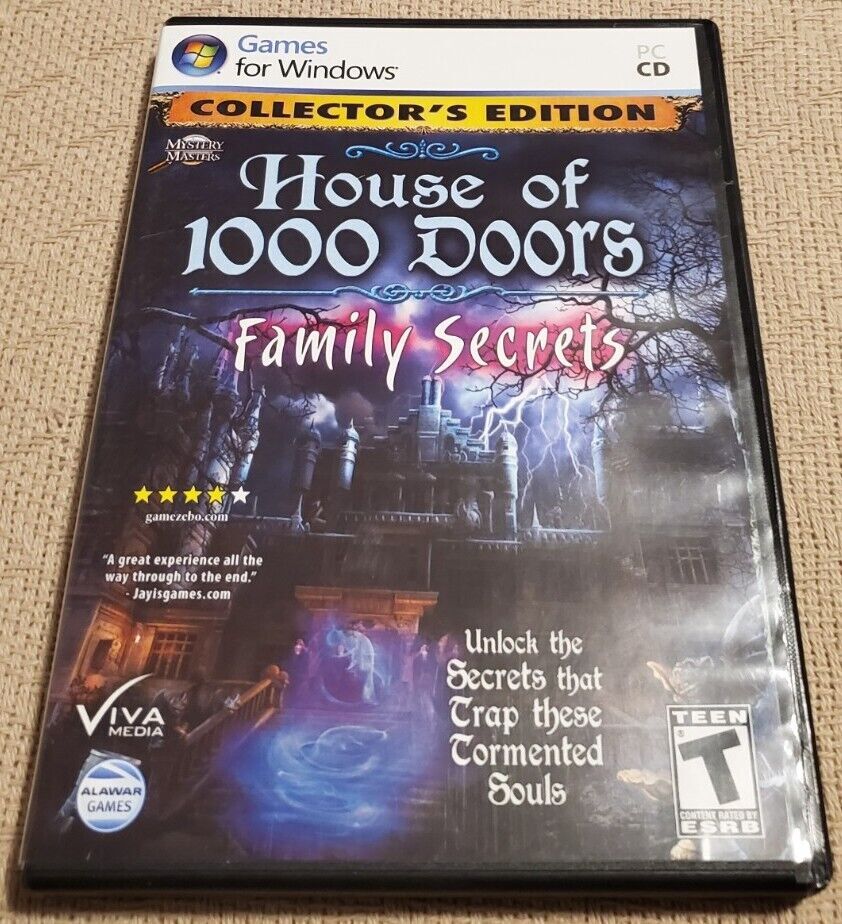 Games
for Windows
PC
CD
COLLECTOR'S EDITION
MYSTERY
MASTERS
House of
1000 Doors
Family Secrets
gamezebo.com
"A great experience all the
way through to the end."
- Jayisgames.com
Unlock the
Secrets that
Trap these
Tormented
Souls
VIVA
MEDIA
ALAWAR
GAMES
TEEN
T
®
CONTENT RATED BY
ESRB